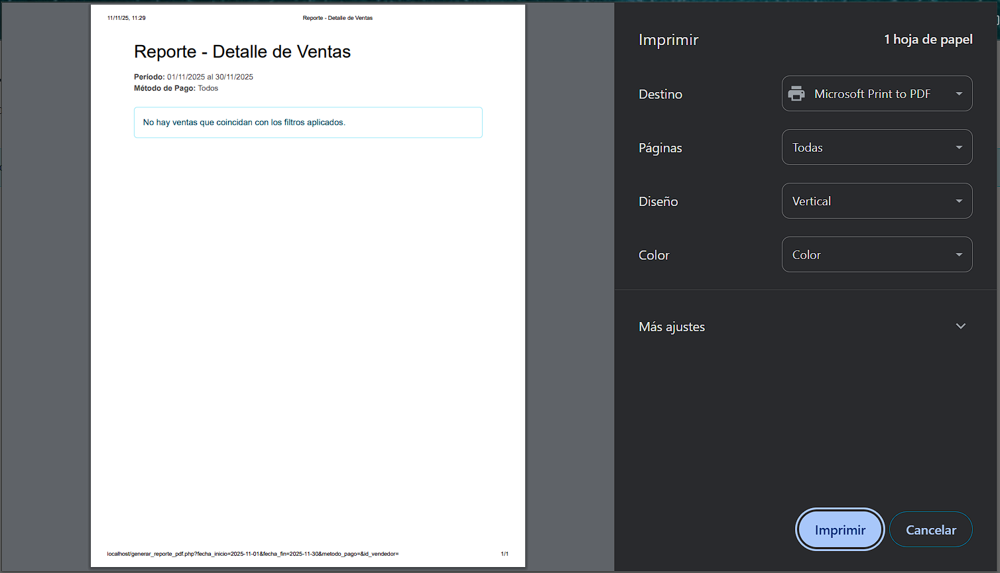 11/11/25, 11:29 Reporte - Detalle de Ventas
Reporte - Detalle de Ventas
Período: 01/11/2025 al 30/11/2025
Método de Pago: Todos
No hay ventas que coincidan con los filtros aplicados.
localhost/generar_reporte_pdf.php?fecha_inicio=2025-11-01&fecha_fin=2025-11-30&metodo_pago=&id_vendedor= 1/1
Imprimir 1 hoja de papel
Destino Microsoft Print to PDF
Páginas Todas
Diseño Vertical
Color Color
Más ajustes
Imprimir Cancelar